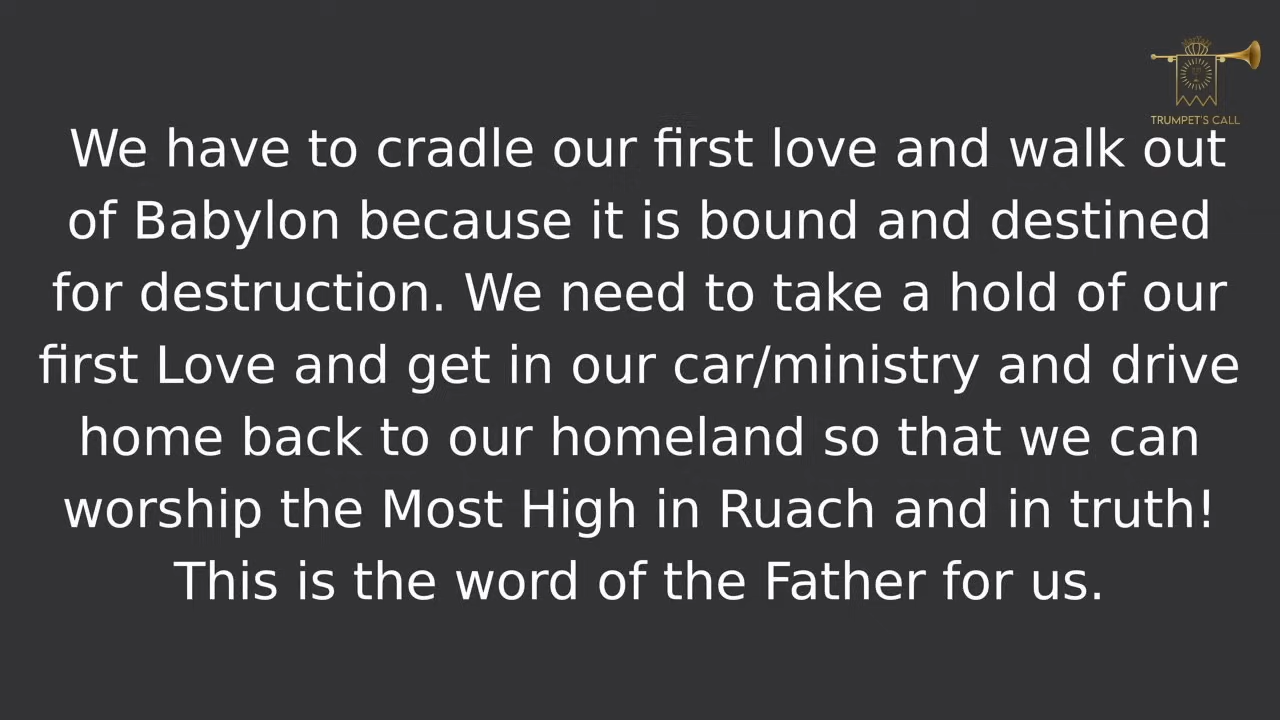 TRUMPET'S CALL
We have to cradle our first love and walk out
of Babylon because it is bound and destined
for destruction. We need to take a hold of our
first Love and get in our car/ministry and drive
home back to our homeland so that we can
worship the Most High in Ruach and in truth!
This is the word of the Father for us.